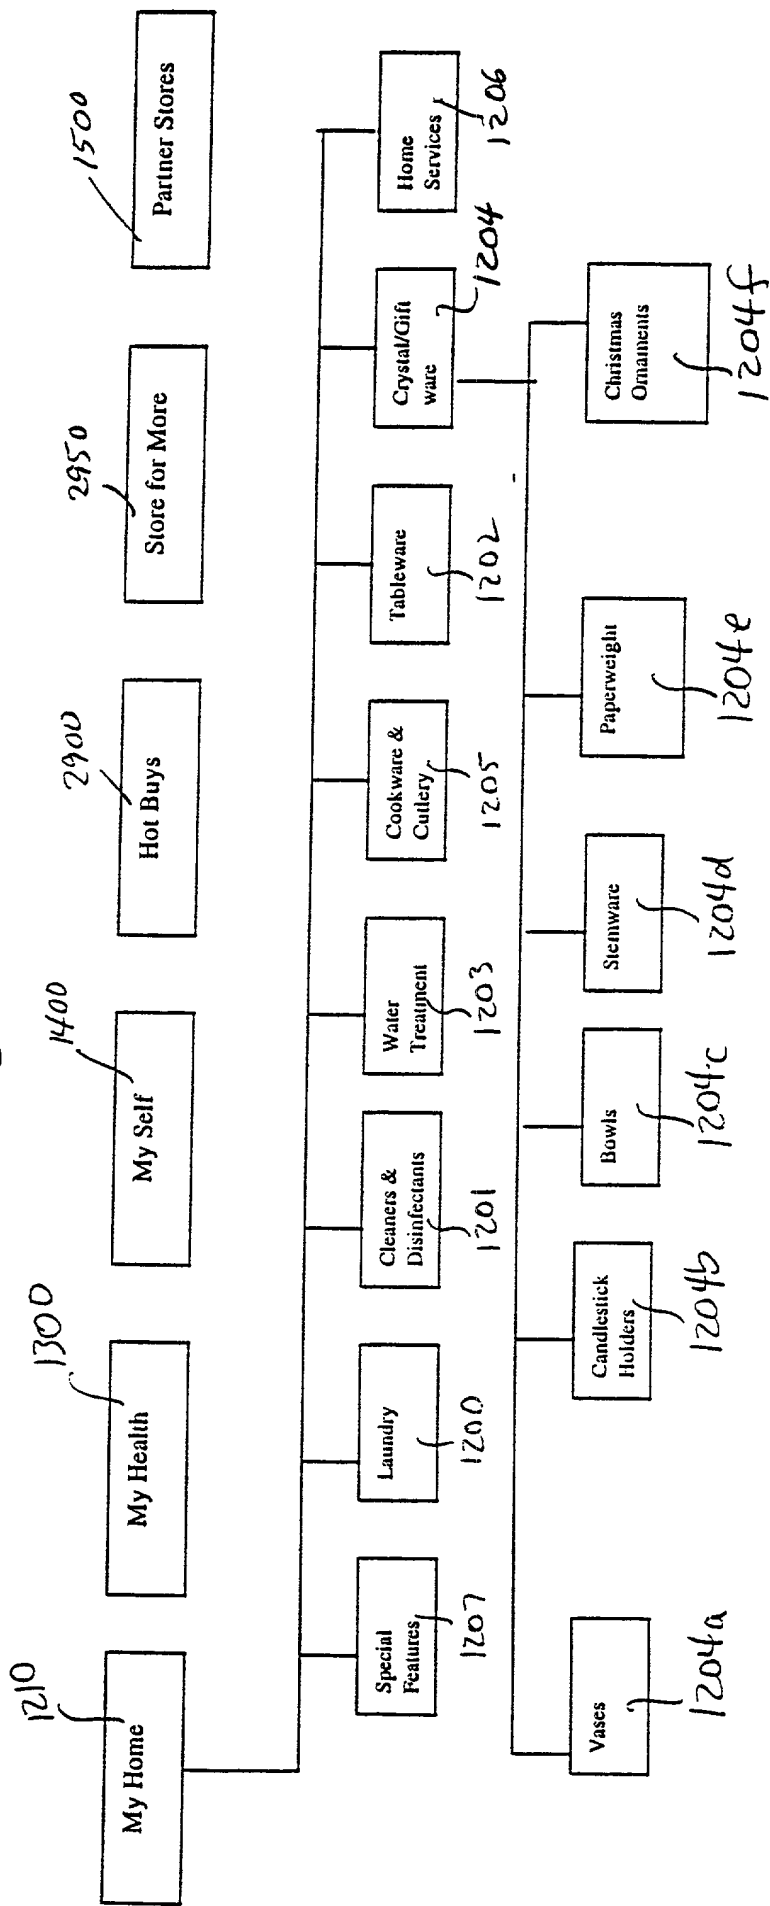 1210
My Home
1300
My Health
1400
My Self
2900
Hot Buys
2950
Store for More
1500
Partner Stores
Special
Features
1207
Laundry
1200
Cleaners &
Disinfectants
1201
Water
Treatment
1203
Cookware &
Cutlery
1205
Tableware
1202
Crystal/Gift
ware
1204
Home
Services
1206
Vases
1204a
Candlestick
Holders
1204b
Bowls
1204c
Stemware
1204d
Paperweight
1204e
Christmas
Ornaments
1204f